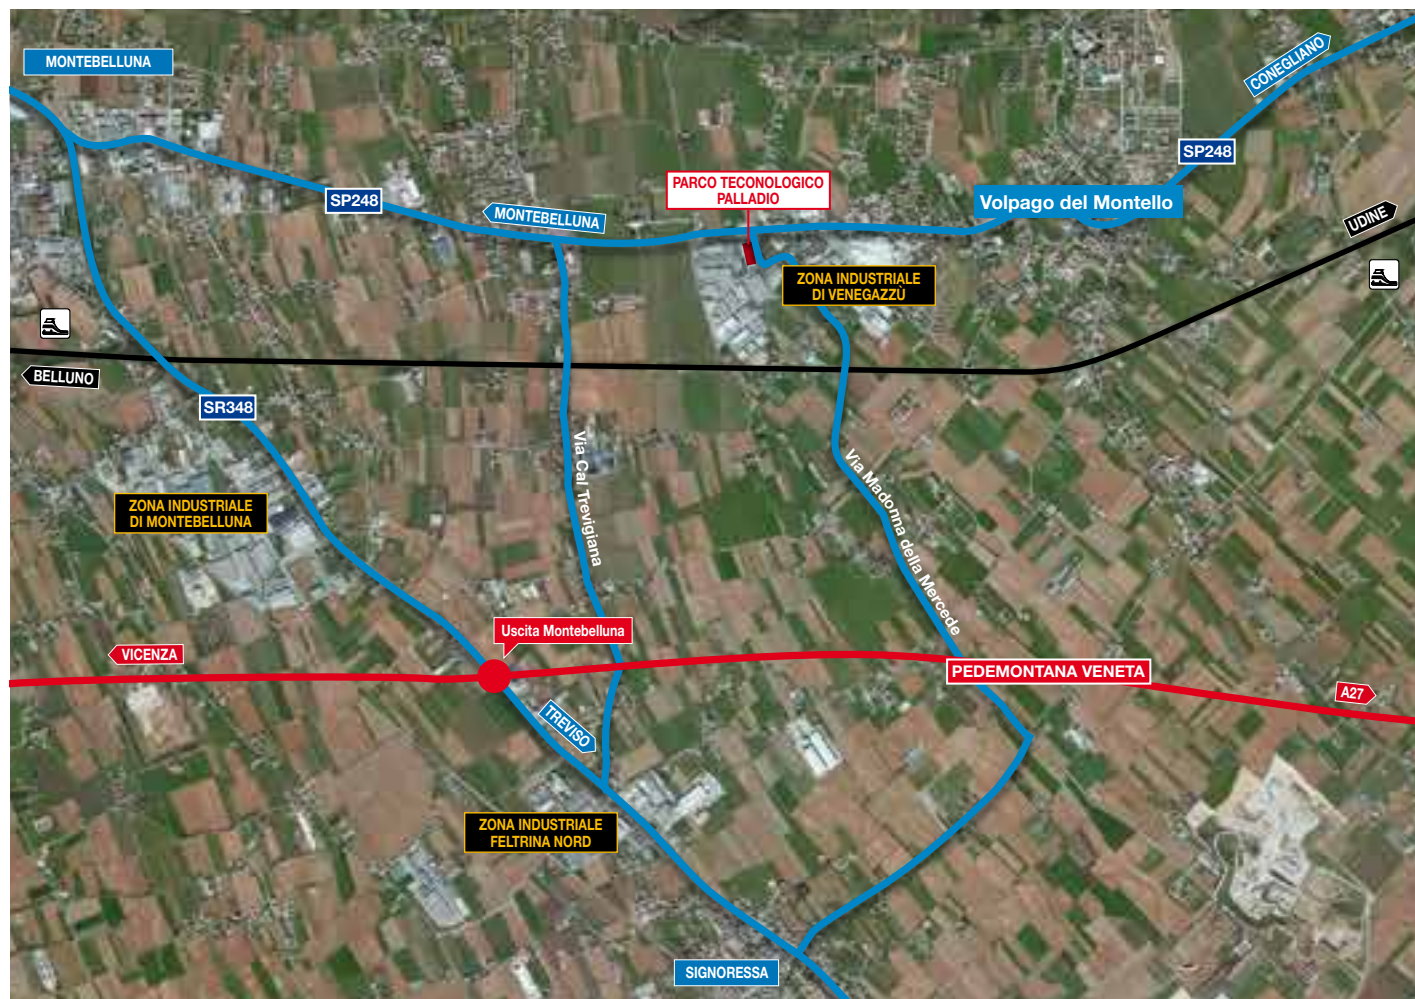 MONTEBELLUNA
CONEGLIANO
SP248
PARCO TECONOLOGICO
PALLADIO
SP248
MONTEBELLUNA
Volpago del Montello
UDINE
ZONA INDUSTRIALE
DI VENEGAZZÙ
BELLUNO
SR348
Via Cal Trevigiana
Via Madonna della Mercede
ZONA INDUSTRIALE
DI MONTEBELLUNA
Uscita Montebelluna
VICENZA
PEDEMONTANA VENETA
A27
TREVISO
ZONA INDUSTRIALE
FELTRINA NORD
SIGNORESSA